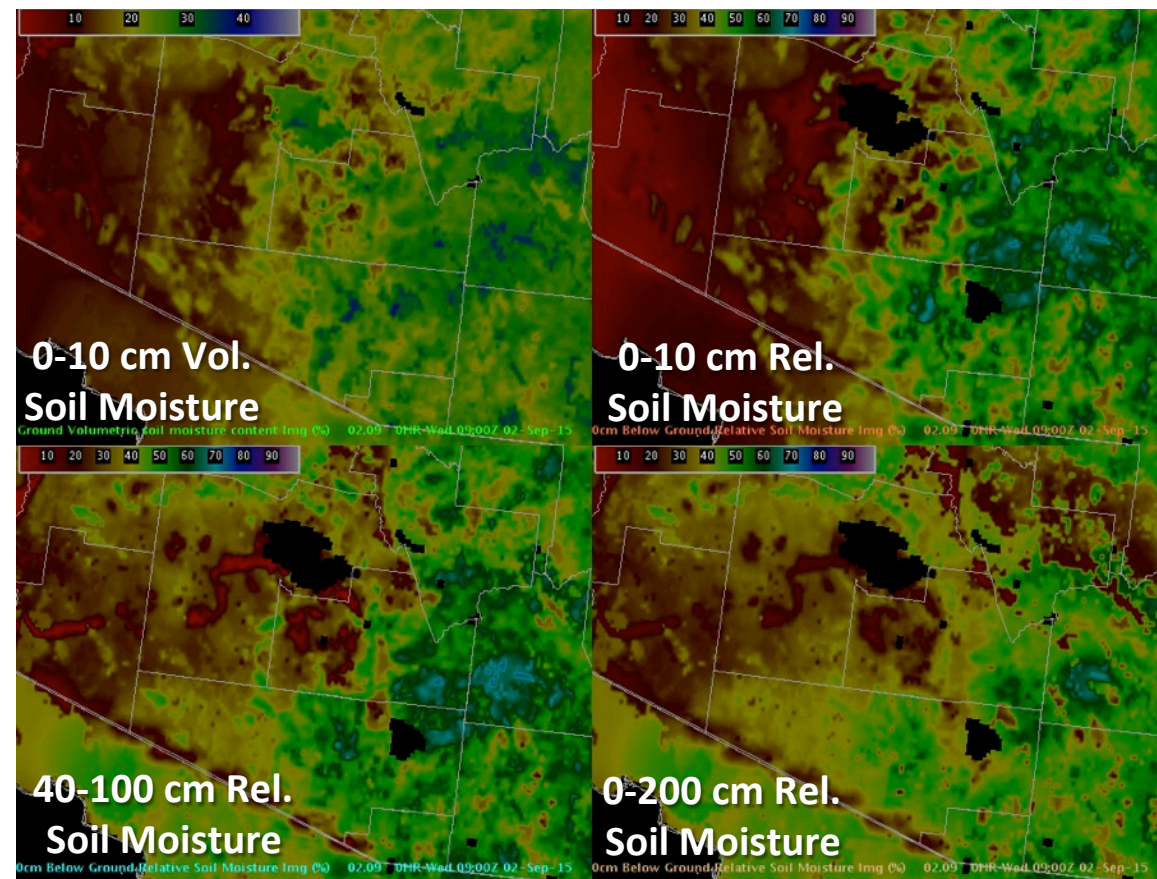 10 20 30 40
10 20 30 40 50 60 70 80 90
0-10 cm Vol.
Soil Moisture
0-10 cm Rel.
Soil Moisture
Ground Volumetric soil moisture content Img (%) 02.09 0HR Wed 09:00Z 02-Sep-15
0cm Below Ground Relative Soil Moisture Img (%) 02.09 0HR Wed 09:00Z 02-Sep-15
10 20 30 40 50 60 70 80 90
10 20 30 40 50 60 70 80 90
40-100 cm Rel.
Soil Moisture
0-200 cm Rel.
Soil Moisture
0cm Below Ground Relative Soil Moisture Img (%) 02.09 0HR Wed 09:00Z 02-Sep-15
0cm Below Ground Relative Soil Moisture Img (%) 02.09 0HR Wed 09:00Z 02-Sep-15